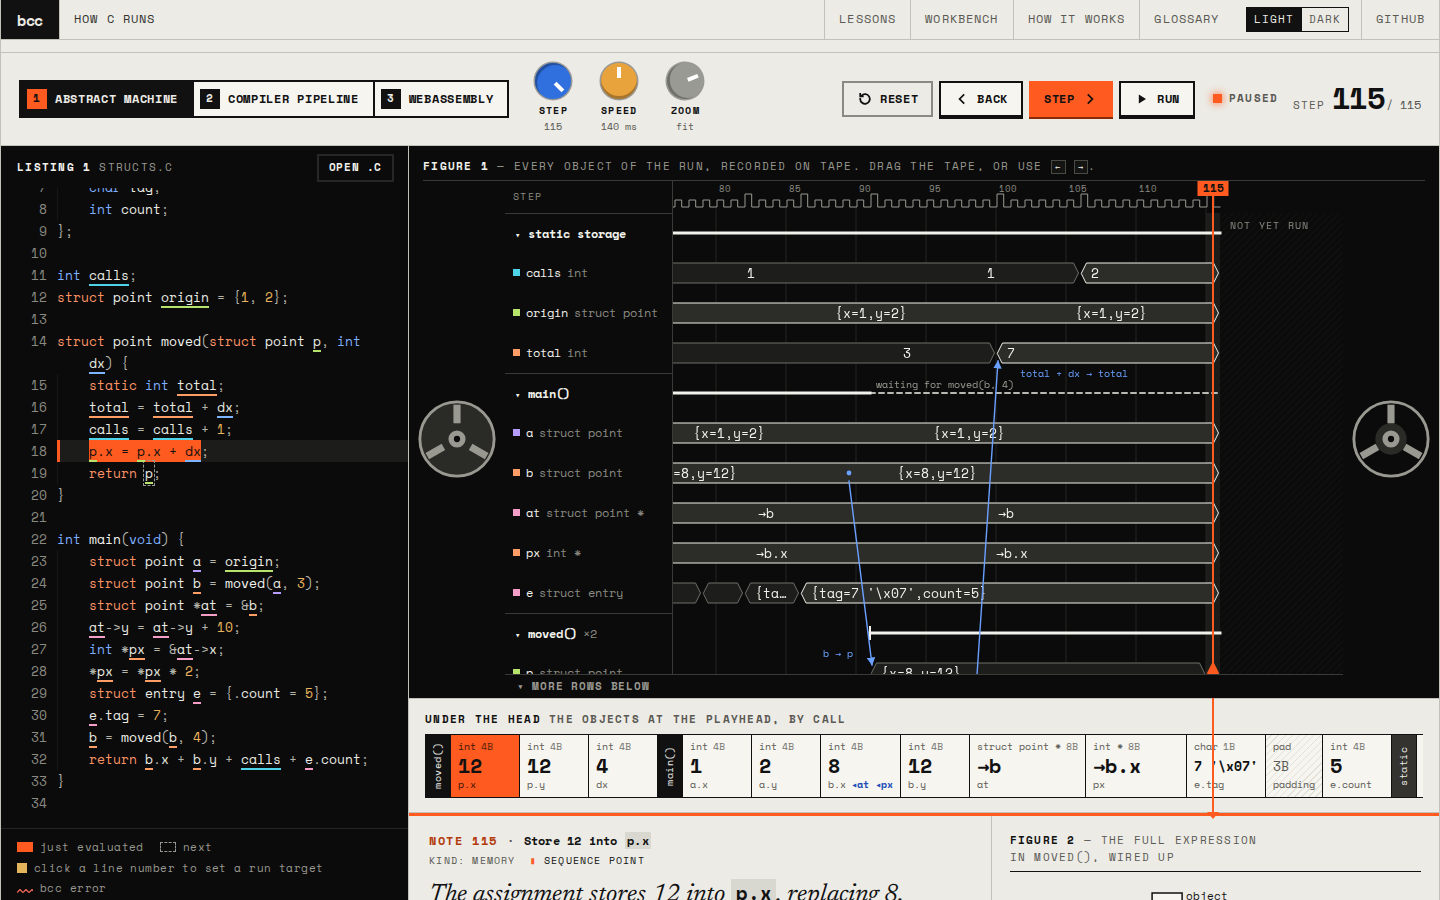 bcc HOW C RUNS LESSONS WORKBENCH HOW IT WORKS GLOSSARY LIGHT DARK GITHUB
1 ABSTRACT MACHINE 2 COMPILER PIPELINE 3 WEBASSEMBLY
STEP SPEED ZOOM
115 140 ms fit
RESET BACK STEP RUN PAUSED STEP 115 / 115
LISTING 1 STRUCTS.C OPEN .C
7 char tag;
8 int count;
9 };
10
11 int calls;
12 struct point origin = {1, 2};
13
14 struct point moved(struct point p, int
dx) {
15 static int total;
16 total = total + dx;
17 calls = calls + 1;
18 p.x = p.x + dx;
19 return p;
20 }
21
22 int main(void) {
23 struct point a = origin;
24 struct point b = moved(a, 3);
25 struct point *at = &b;
26 at->y = at->y + 10;
27 int *px = &at->x;
28 *px = *px * 2;
29 struct entry e = {.count = 5};
30 e.tag = 7;
31 b = moved(b, 4);
32 return b.x + b.y + calls + e.count;
33 }
34
just evaluated next
click a line number to set a run target
bcc error
FIGURE 1 — EVERY OBJECT OF THE RUN, RECORDED ON TAPE. DRAG THE TAPE, OR USE ← →.
STEP 80 85 90 95 100 105 110 115
▾ static storage NOT YET RUN
calls int 1 1 2
origin struct point {x=1,y=2} {x=1,y=2}
total int 3 7
total + dx → total
▾ main() waiting for moved(b, 4)
a struct point {x=1,y=2} {x=1,y=2}
b struct point =8,y=12} {x=8,y=12}
at struct point * →b →b
px int * →b.x →b.x
e struct entry {ta… {tag=7 '\x07',count=5}
▾ moved() ×2
b → p
p struct point {x=8,y=12}
▾ MORE ROWS BELOW
UNDER THE HEAD THE OBJECTS AT THE PLAYHEAD, BY CALL
moved() int 4B int 4B int 4B main() int 4B int 4B int 4B int 4B struct point * 8B int * 8B char 1B pad int 4B static
12 12 4 1 2 8 12 →b →b.x 7 '\x07' 3B 5
p.x p.y dx a.x a.y b.x ◂at ◂px b.y at px e.tag padding e.count
NOTE 115 · Store 12 into p.x
KIND: MEMORY SEQUENCE POINT
The assignment stores 12 into p.x, replacing 8.
FIGURE 2 — THE FULL EXPRESSION
IN MOVED(), WIRED UP
object